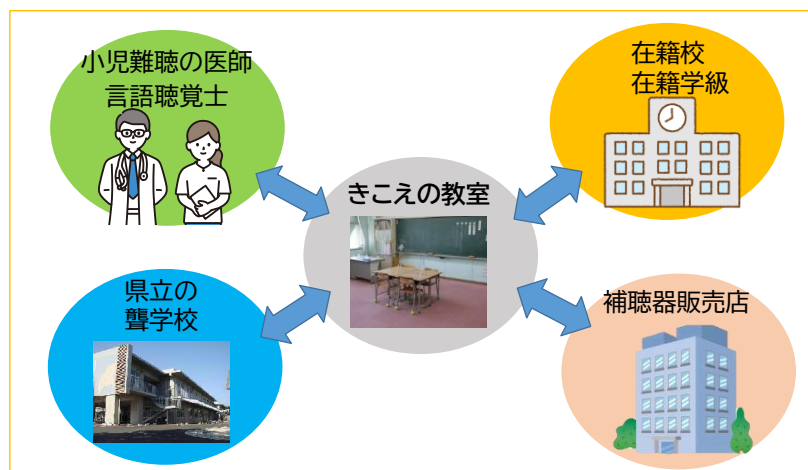 小児難聴の医師
言語聴覚士
在籍校
在籍学級
きこえの教室
県立の
聾学校
補聴器販売店